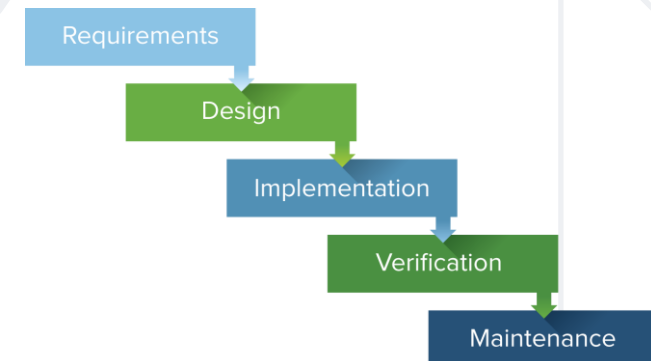 Requirements
Design
Implementation
Verification
Maintenance